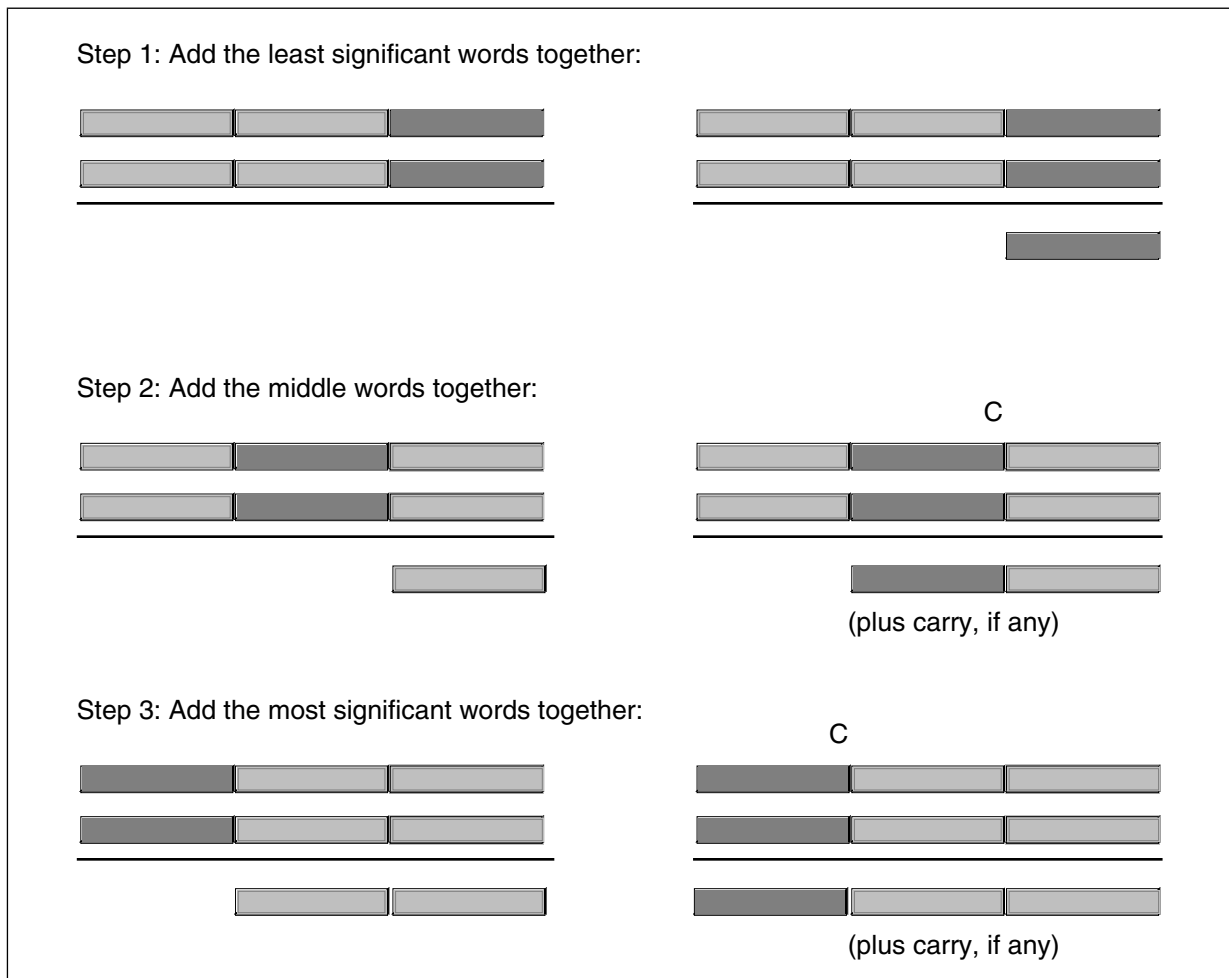 Step 1: Add the least significant words together:
Step 2: Add the middle words together:
C
(plus carry, if any)
Step 3: Add the most significant words together:
C
(plus carry, if any)